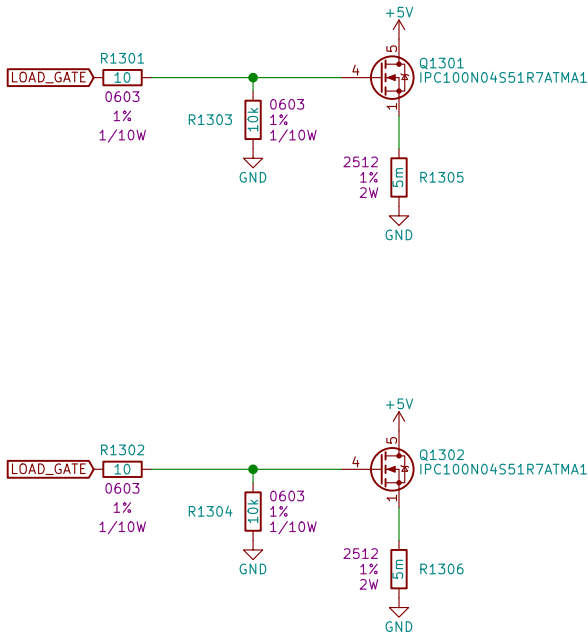 +5V
R1301
Q1301
5
LOAD_GATE
10
4
IPC100N04S51R7ATMA1
0603
1%
1/10W
R1303
10k
0603
1%
1/10W
1
GND
2512
1%
2W
5m
R1305
GND
+5V
R1302
Q1302
5
LOAD_GATE
10
4
IPC100N04S51R7ATMA1
0603
1%
1/10W
R1304
10k
0603
1%
1/10W
1
GND
2512
1%
2W
5m
R1306
GND